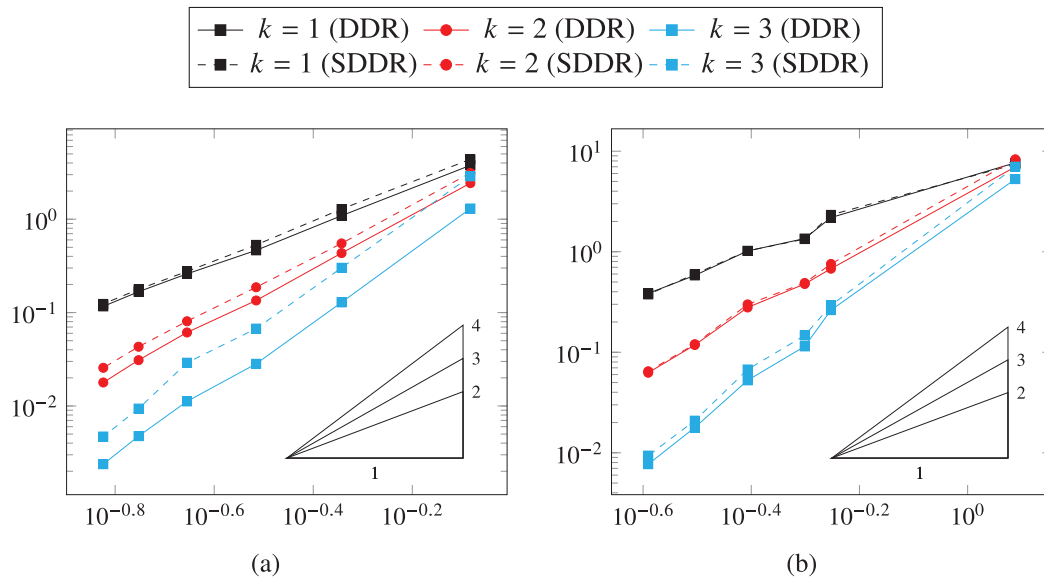 k = 1 (DDR) k = 2 (DDR) k = 3 (DDR)
k = 1 (SDDR) k = 2 (SDDR) k = 3 (SDDR)
10^0
10^−1
10^−2
4
3
2
1
10^−0.8 10^−0.6 10^−0.4 10^−0.2
(a)
10^1
10^0
10^−1
10^−2
4
3
2
1
10^−0.6 10^−0.4 10^−0.2 10^0
(b)